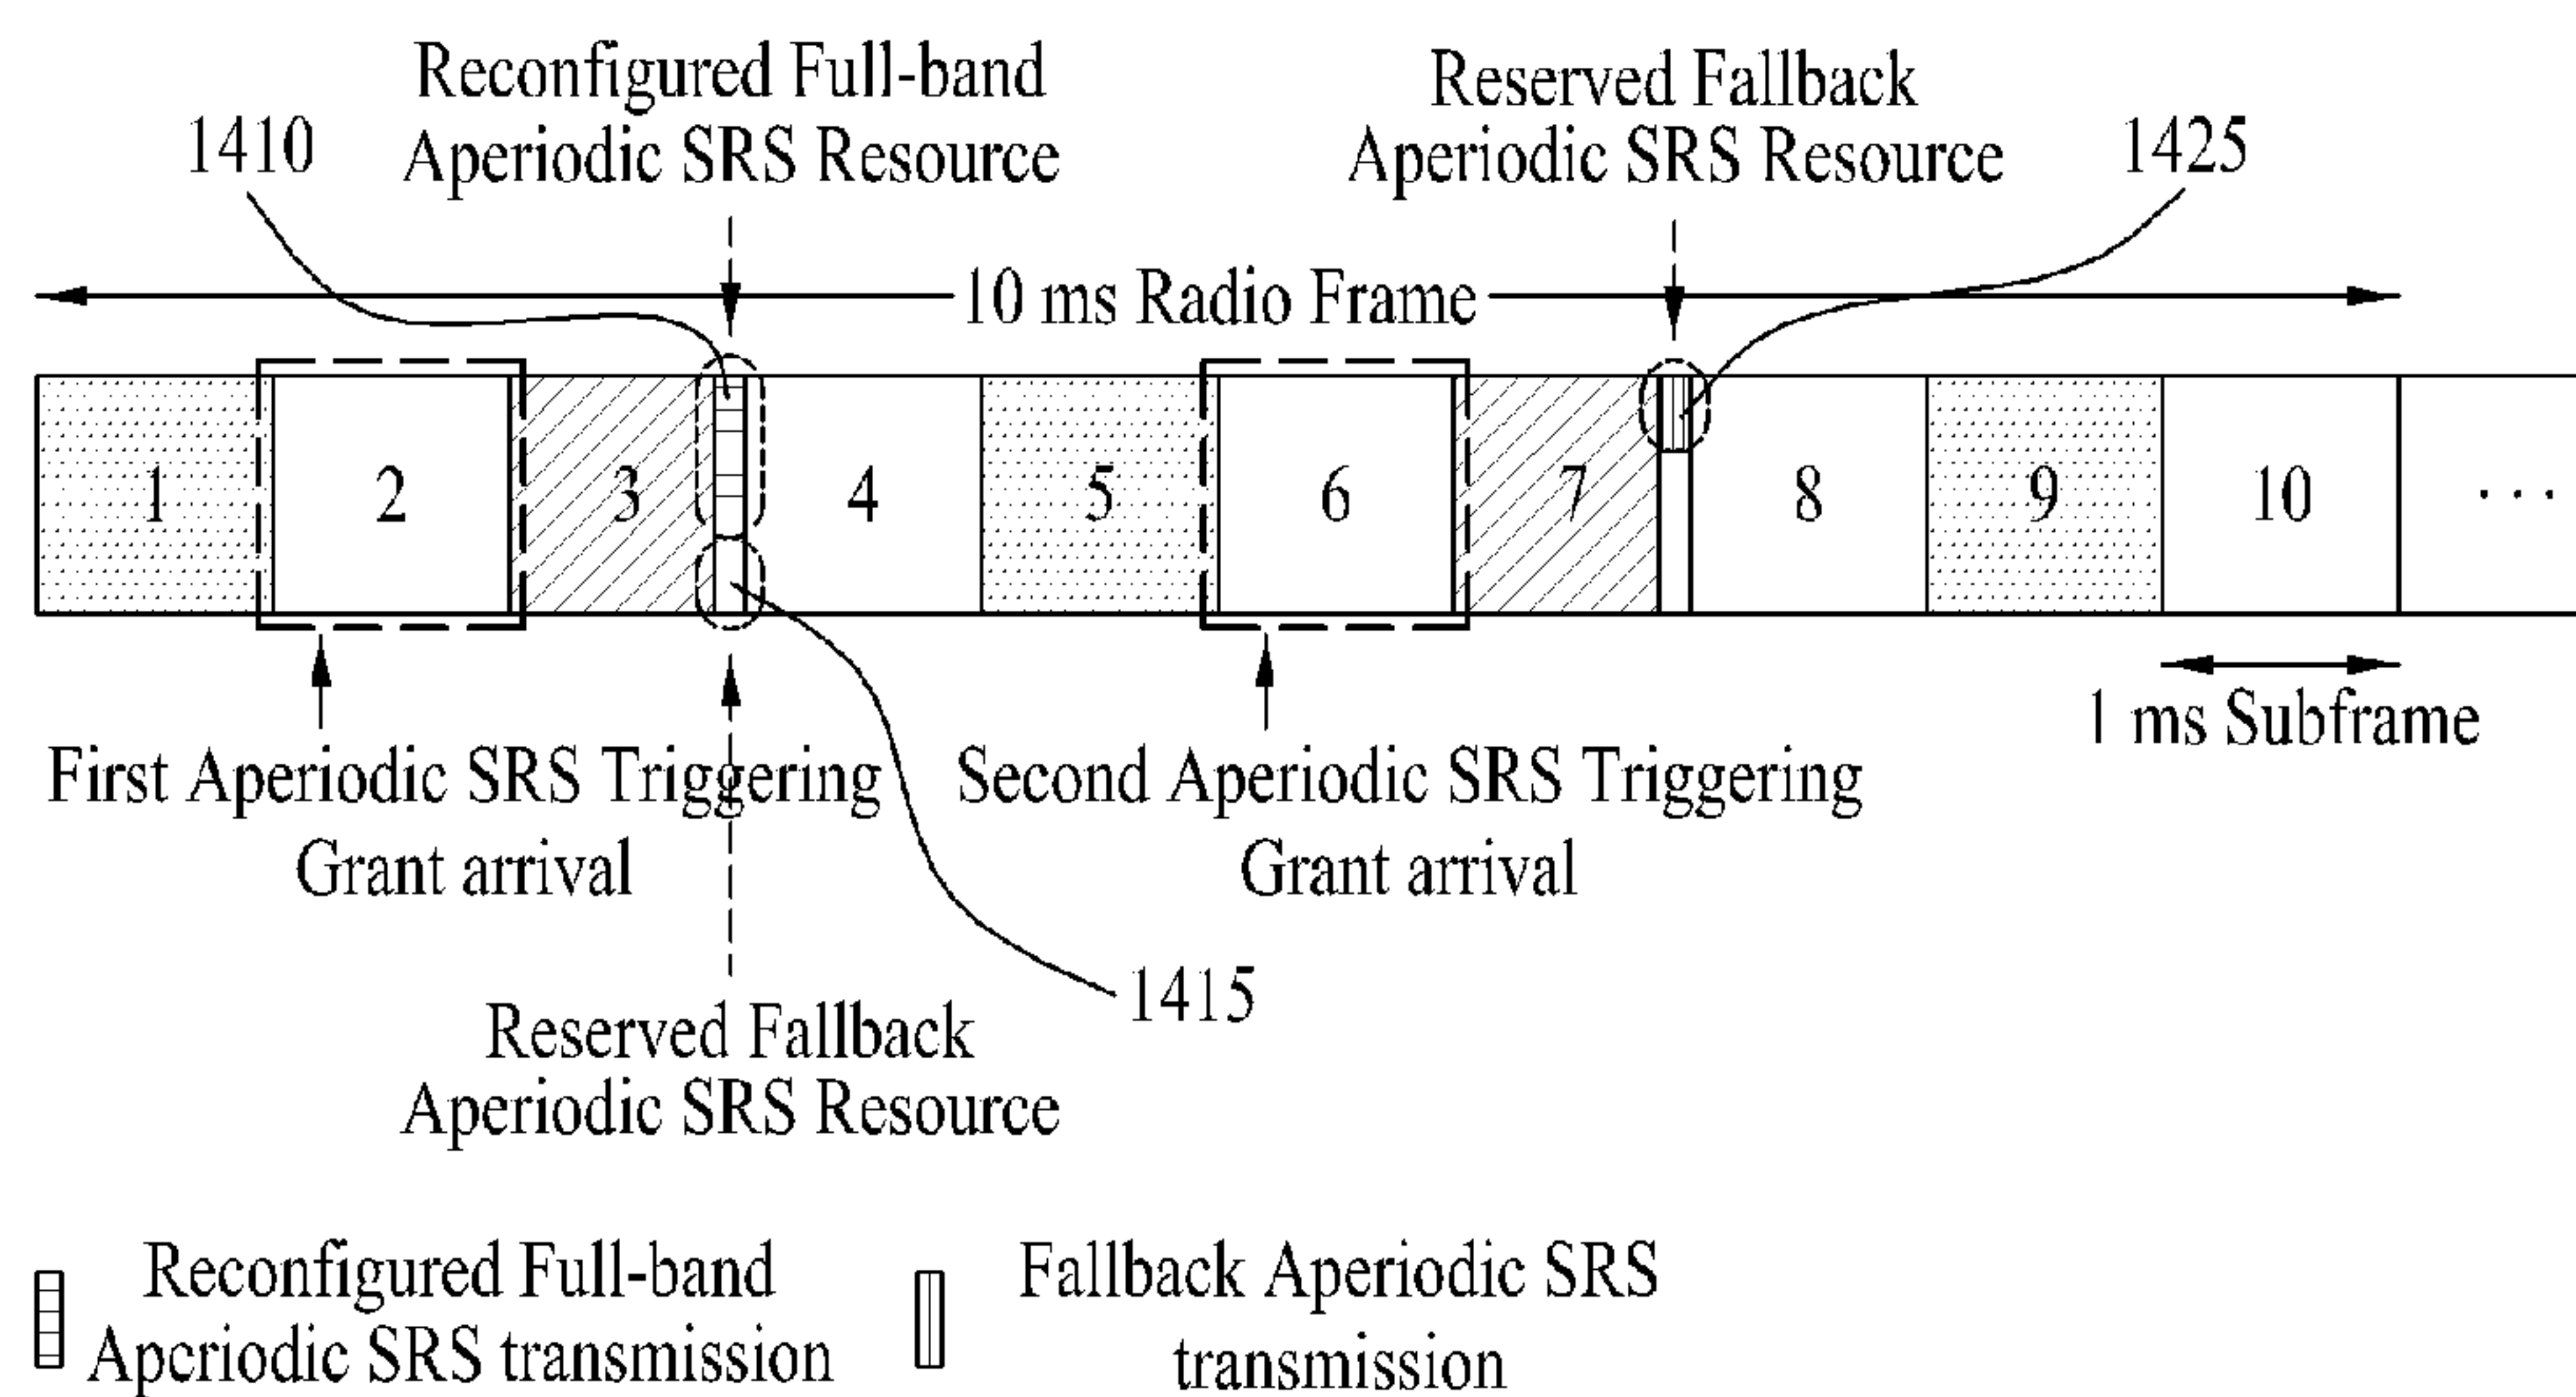 Reconfigured Full-band
Aperiodic SRS Resource
Reserved Fallback
Aperiodic SRS Resource
1410
1425
10 ms Radio Frame
1 2 3 4 5 6 7 8 9 10 ...
1 ms Subframe
First Aperiodic SRS Triggering
Grant arrival
Second Aperiodic SRS Triggering
Grant arrival
1415
Reserved Fallback
Aperiodic SRS Resource
Reconfigured Full-band
Aperiodic SRS transmission
Fallback Aperiodic SRS
transmission